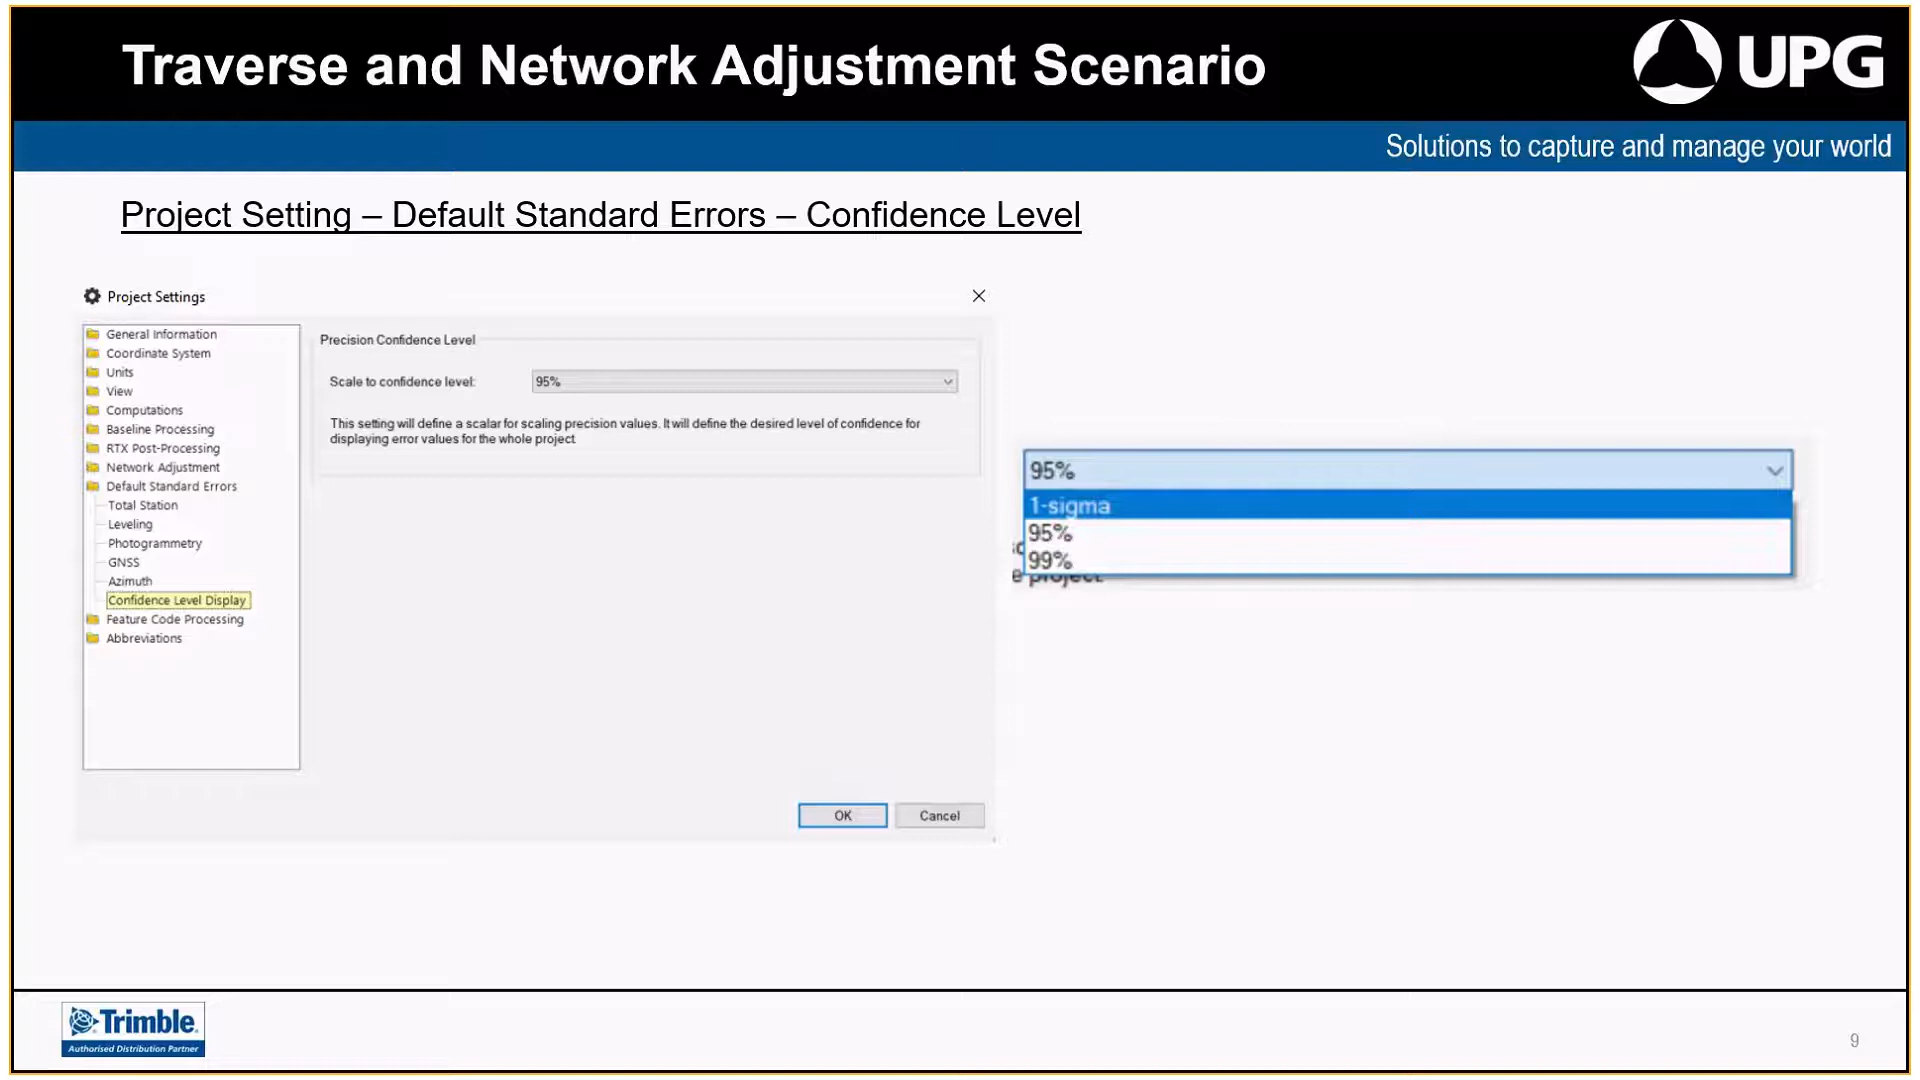 Traverse and Network Adjustment Scenario
UPG
Solutions to capture and manage your world
Project Setting – Default Standard Errors – Confidence Level
Project Settings
General Information
Coordinate System
Units
View
Computations
Baseline Processing
RTX Post-Processing
Network Adjustment
Default Standard Errors
Total Station
Leveling
Photogrammetry
GNSS
Azimuth
Confidence Level Display
Feature Code Processing
Abbreviations
Precision Confidence Level
Scale to confidence level: 95%
This setting will define a scalar for scaling precision values. It will define the desired level of confidence for
displaying error values for the whole project
OK Cancel
95%
1-sigma
95%
99%
e project.
Trimble
Authorised Distribution Partner
9